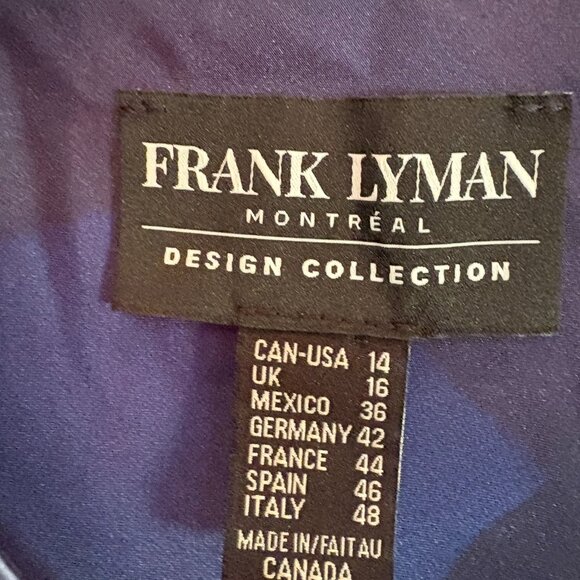 FRANK LYMAN
MONTRÉAL
DESIGN COLLECTION
CAN-USA 14
UK 16
MEXICO 36
GERMANY 42
FRANCE 44
SPAIN 46
ITALY 48
MADE IN/FAIT AU
CANADA